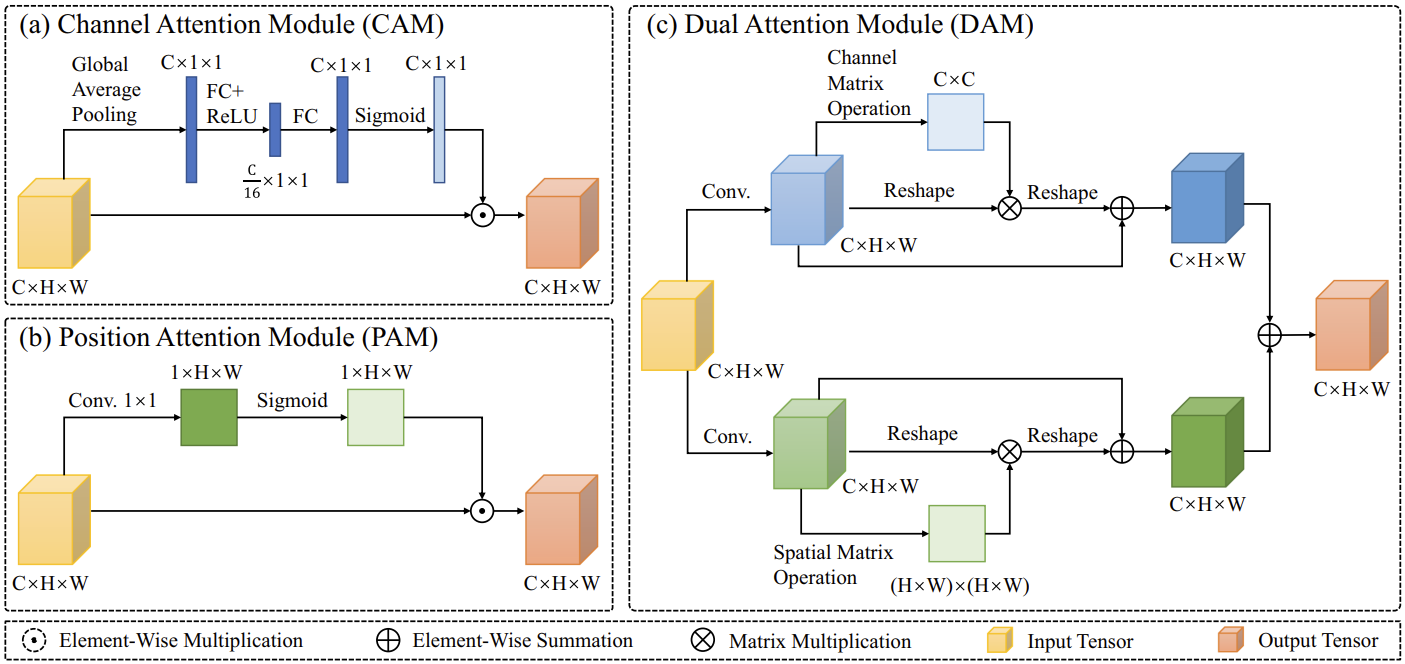 (a) Channel Attention Module (CAM)
Global
Average
Pooling
C×1×1
FC+
ReLU
C/16×1×1
FC
C×1×1
Sigmoid
C×1×1
C×H×W
C×H×W
(b) Position Attention Module (PAM)
Conv. 1×1
1×H×W
Sigmoid
1×H×W
C×H×W
C×H×W
(c) Dual Attention Module (DAM)
Channel
Matrix
Operation
C×C
Conv.
Reshape
Reshape
C×H×W
C×H×W
C×H×W
C×H×W
Conv.
Reshape
Reshape
C×H×W
C×H×W
Spatial Matrix
Operation
(H×W)×(H×W)
Element-Wise Multiplication
Element-Wise Summation
Matrix Multiplication
Input Tensor
Output Tensor